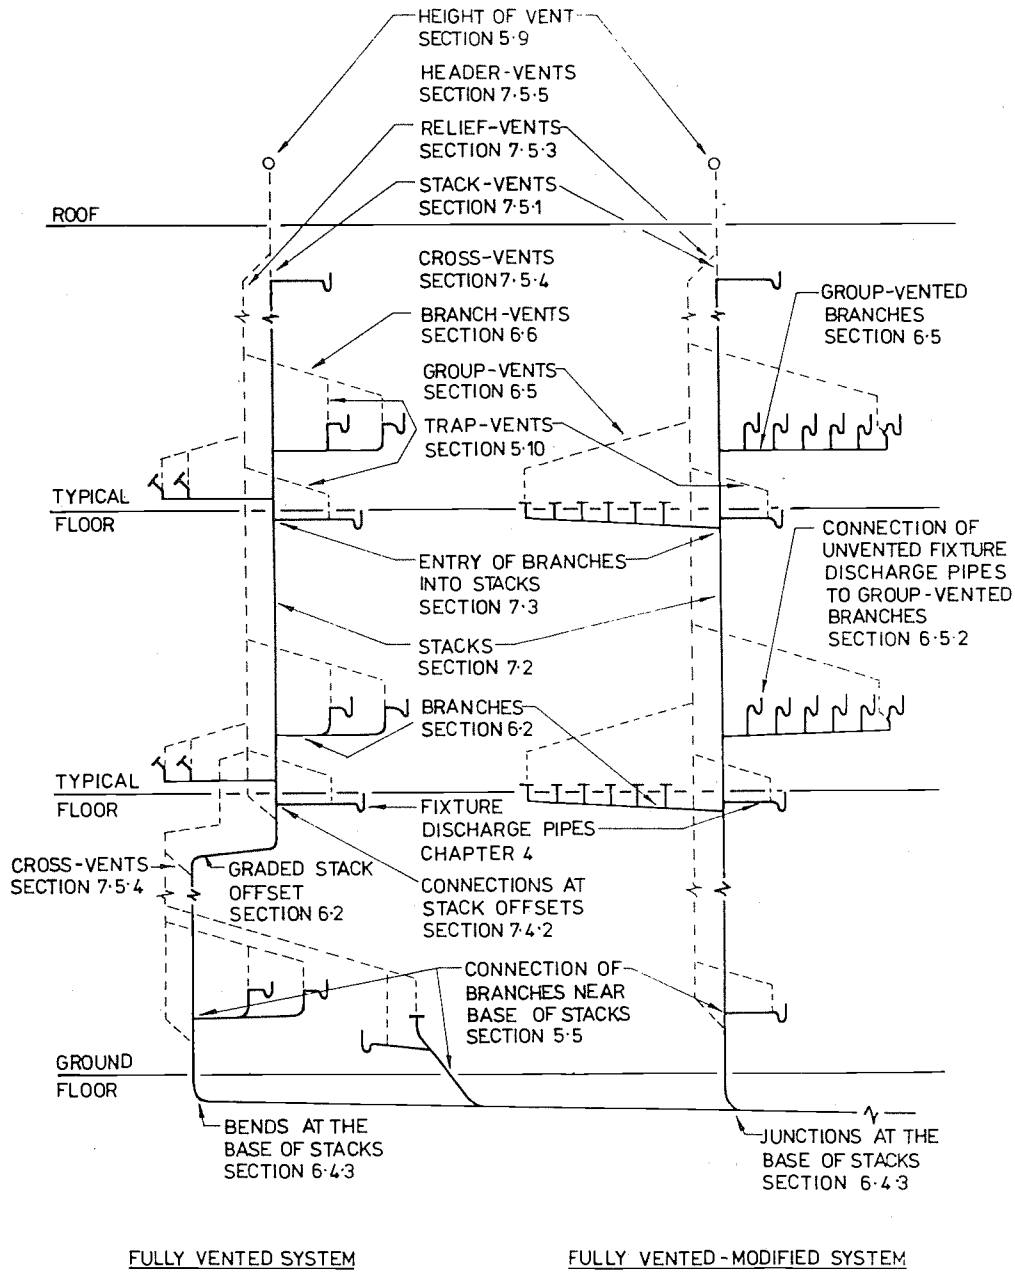 HEIGHT OF VENT
SECTION 5·9
HEADER-VENTS
SECTION 7·5·5
RELIEF-VENTS
SECTION 7·5·3
STACK-VENTS
SECTION 7·5·1
ROOF
CROSS-VENTS
SECTION 7·5·4
GROUP-VENTED
BRANCHES
SECTION 6·5
BRANCH-VENTS
SECTION 6·6
GROUP-VENTS
SECTION 6·5
TRAP-VENTS
SECTION 5·10
TYPICAL
FLOOR
CONNECTION OF
UNVENTED FIXTURE
DISCHARGE PIPES
TO GROUP-VENTED
BRANCHES
SECTION 6·5·2
ENTRY OF BRANCHES
INTO STACKS
SECTION 7·3
STACKS
SECTION 7·2
BRANCHES
SECTION 6·2
TYPICAL
FLOOR
FIXTURE
DISCHARGE PIPES
CHAPTER 4
CROSS-VENTS
SECTION 7·5·4
GRADED STACK
OFFSET
SECTION 6·2
CONNECTIONS AT
STACK OFFSETS
SECTION 7·4·2
CONNECTION OF
BRANCHES NEAR
BASE OF STACKS
SECTION 5·5
GROUND
FLOOR
BENDS AT THE
BASE OF STACKS
SECTION 6·4·3
JUNCTIONS AT THE
BASE OF STACKS
SECTION 6·4·3
FULLY VENTED SYSTEM
FULLY VENTED-MODIFIED SYSTEM